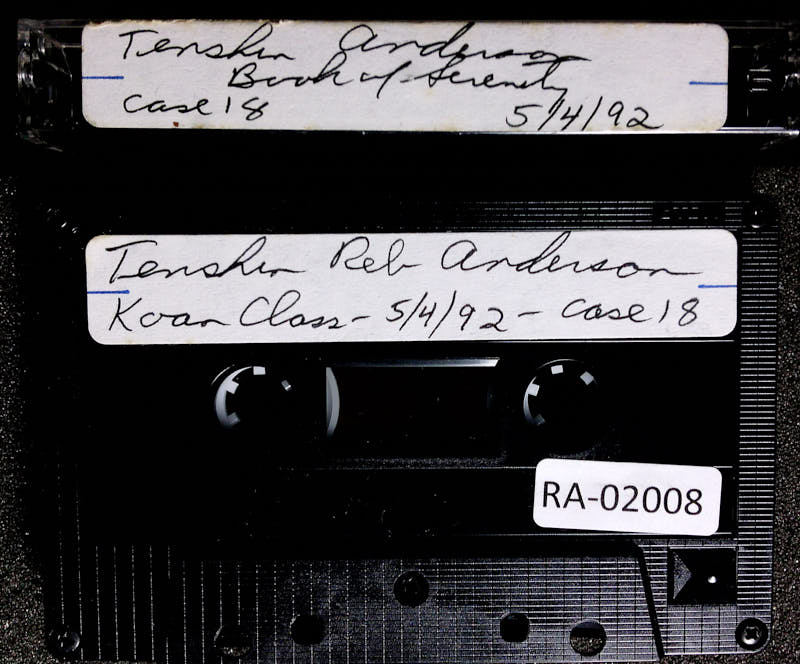 Tenshin Anderson
Book of Serenity
Case 18 5/4/92
Tenshin Reb Anderson
Koan Class - 5/4/92 - Case 18
RA-02008